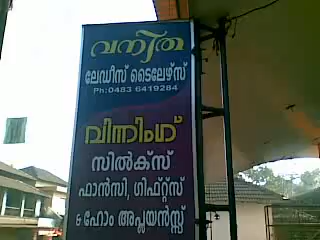 വനിത
ലേഡീസ് ടൈലേഴ്സ്
Ph:0483 6419284
വിന്നിംഗ്
സിൽക്സ്
ഫാൻസി, ഗിഫ്റ്റ്സ്
& ഹോം അപ്ലയൻസ്സ്